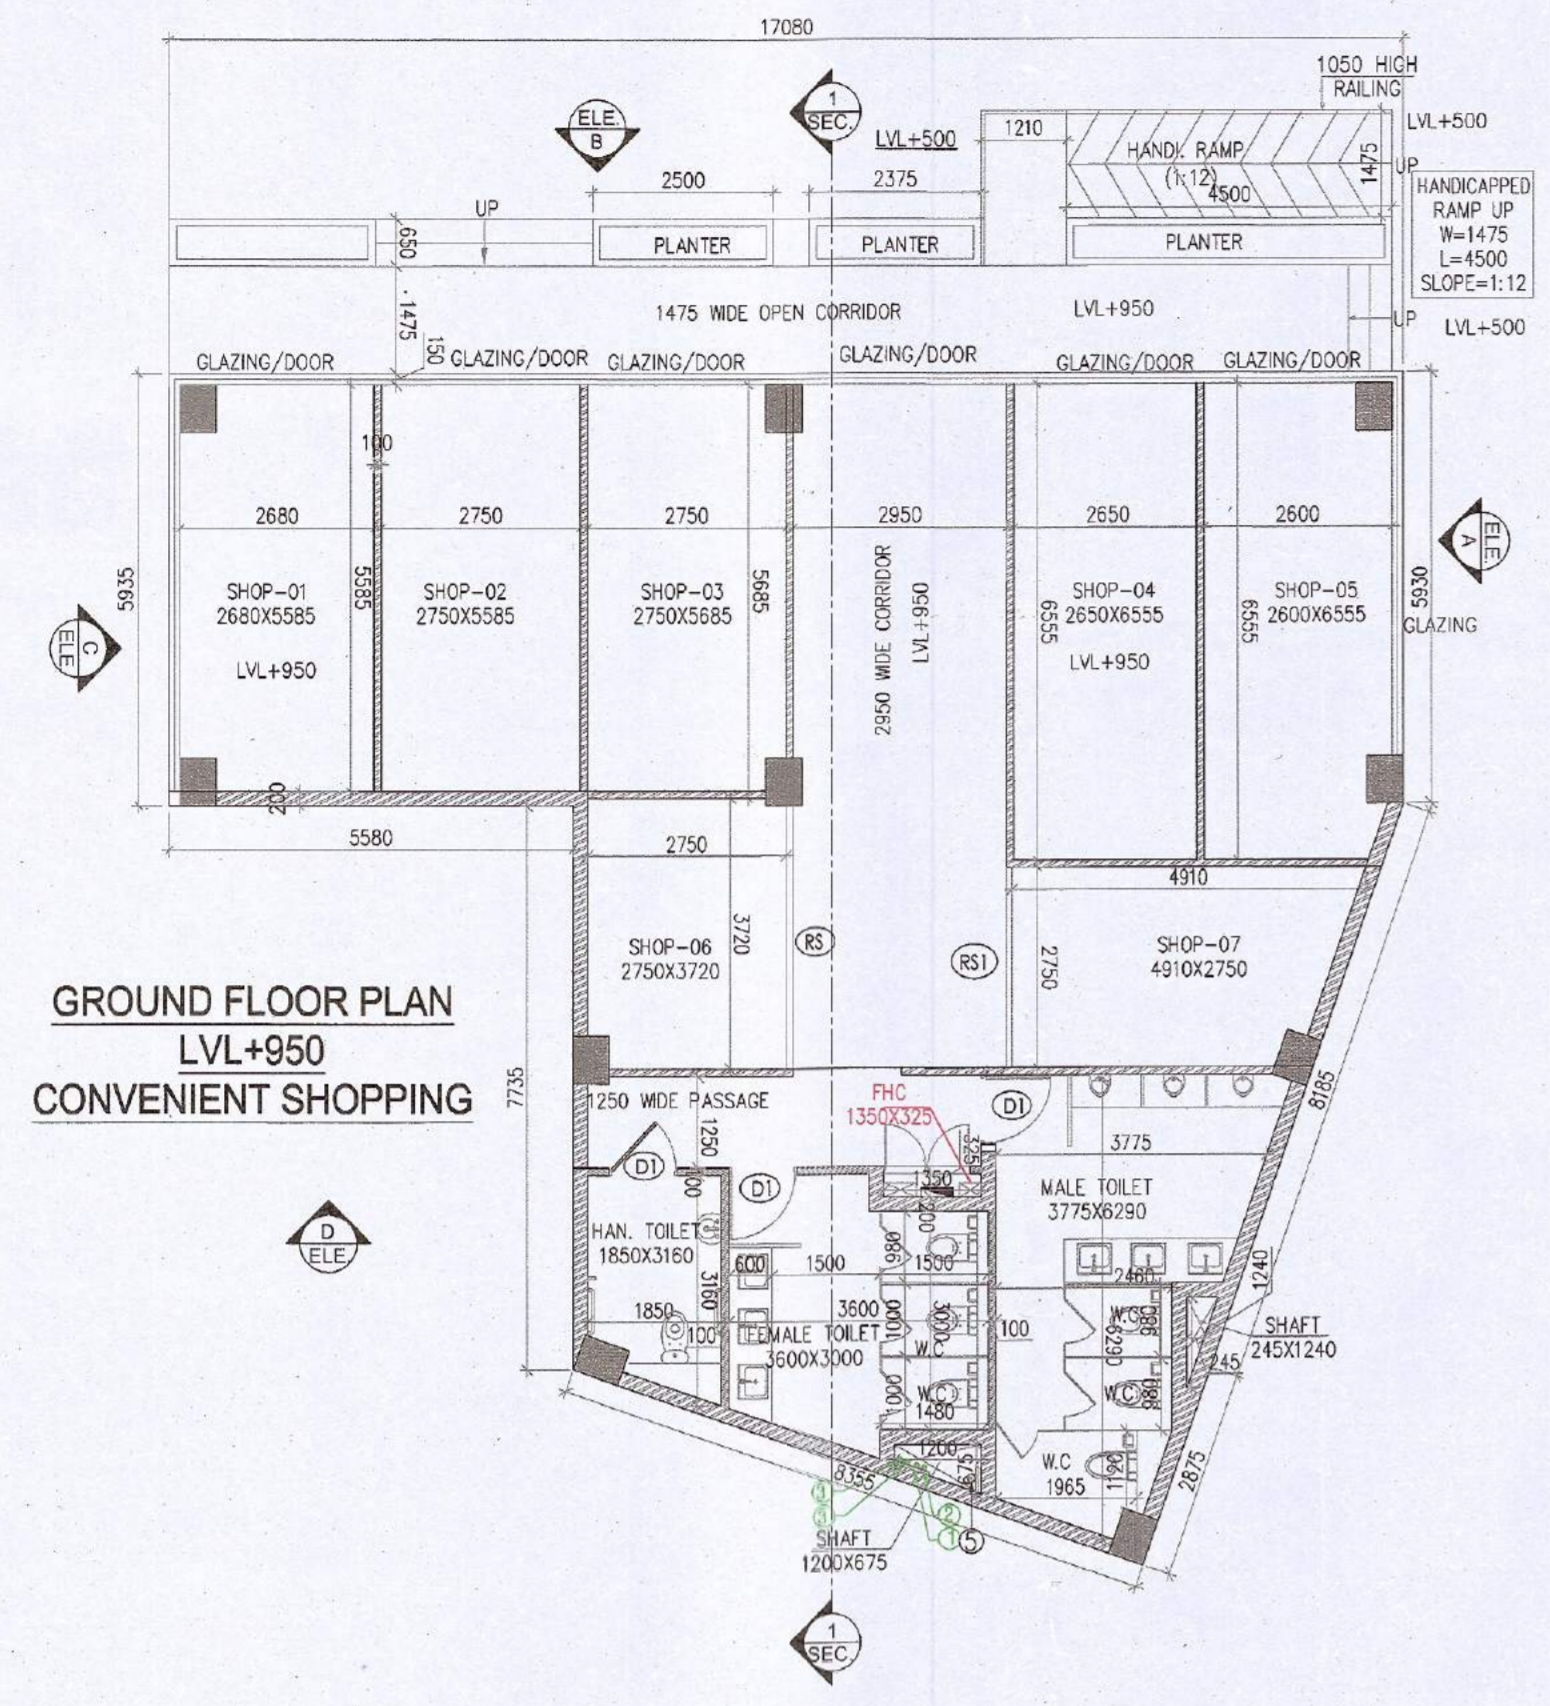 17080
1050 HIGH
RAILING
ELE.
B
1
SEC.
LVL+500
1210
HANDI. RAMP
(1:12)
4500
1475
LVL+500
UP
HANDICAPPED
RAMP UP
W=1475
L=4500
SLOPE=1:12
2500
2375
UP
650
PLANTER
PLANTER
PLANTER
1475
1475 WIDE OPEN CORRIDOR
LVL+950
UP
LVL+500
150
GLAZING/DOOR
GLAZING/DOOR
GLAZING/DOOR
GLAZING/DOOR
GLAZING/DOOR
GLAZING/DOOR
100
2680
2750
2750
2950
2650
2600
ELE.
A
5935
5585
5685
6555
6555
5930
SHOP-01
2680X5585
LVL+950
SHOP-02
2750X5585
SHOP-03
2750X5685
2950 WIDE CORRIDOR
LVL+950
SHOP-04
2650X6555
LVL+950
SHOP-05
2600X6555
GLAZING
C
ELE
200
5580
2750
4910
3720
SHOP-06
2750X3720
RS
RS1
2750
SHOP-07
4910X2750
GROUND FLOOR PLAN
LVL+950
CONVENIENT SHOPPING
7735
8185
1250 WIDE PASSAGE
1250
FHC
1350X325
325
D1
3775
D1
D1
100
1350
200
MALE TOILET
3775X6290
D
ELE.
HAN. TOILET
1850X3160
980
600
1500
1500
2460
1240
3160
1850
3600
1000
3000
100
100
FEMALE TOILET
3600X3000
W.C
W.C
980
6290
SHAFT
245X1240
245
1000
W.C
1480
W.C
980
1200
675
W.C
1965
1120
2875
8355
4
3
2
1
5
SHAFT
1200X675
1
SEC.